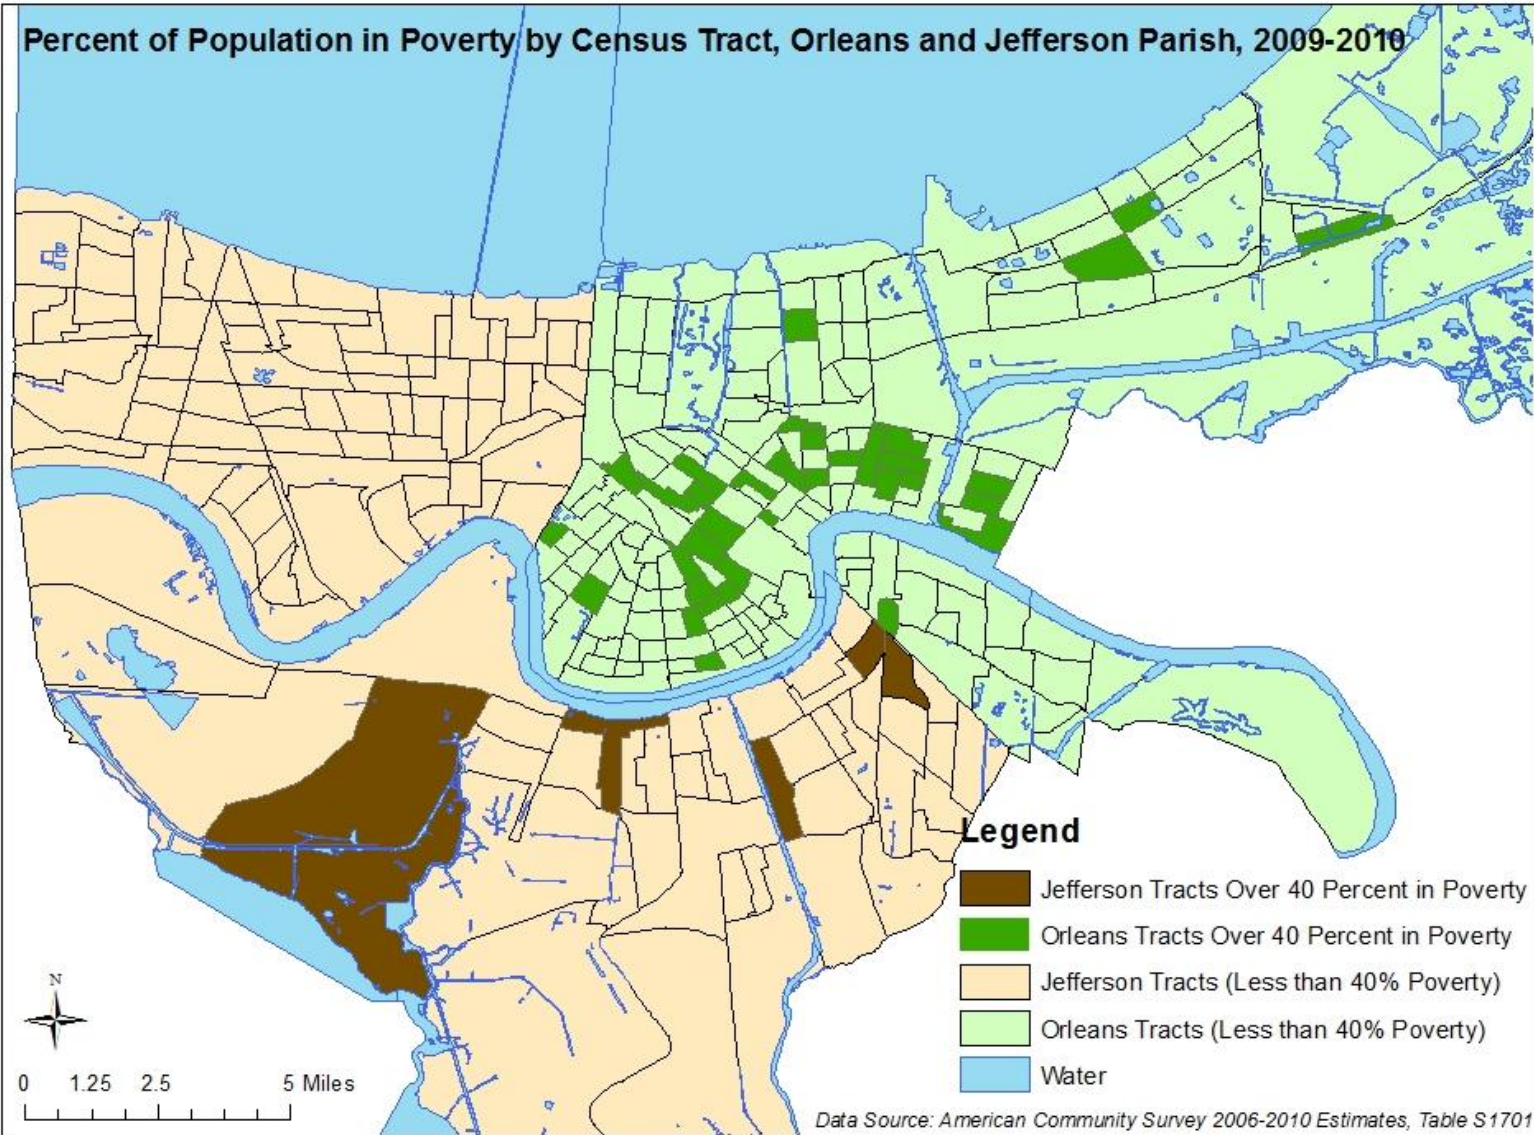 Percent of Population in Poverty by Census Tract, Orleans and Jefferson Parish, 2009-2010
Legend
Jefferson Tracts Over 40 Percent in Poverty
Orleans Tracts Over 40 Percent in Poverty
Jefferson Tracts (Less than 40% Poverty)
Orleans Tracts (Less than 40% Poverty)
Water
N
0 1.25 2.5 5 Miles
Data Source: American Community Survey 2006-2010 Estimates, Table S1701